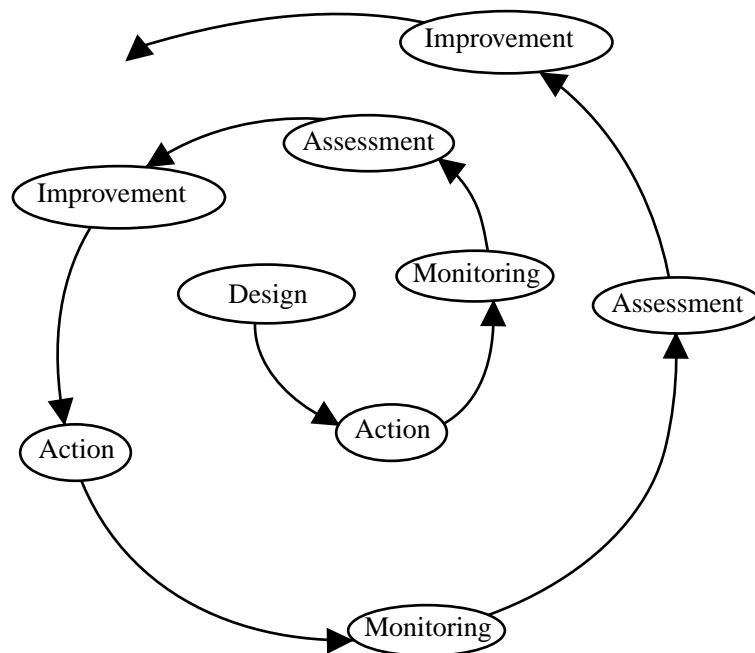 Improvement
Assessment
Improvement
Monitoring
Design
Assessment
Action
Action
Monitoring